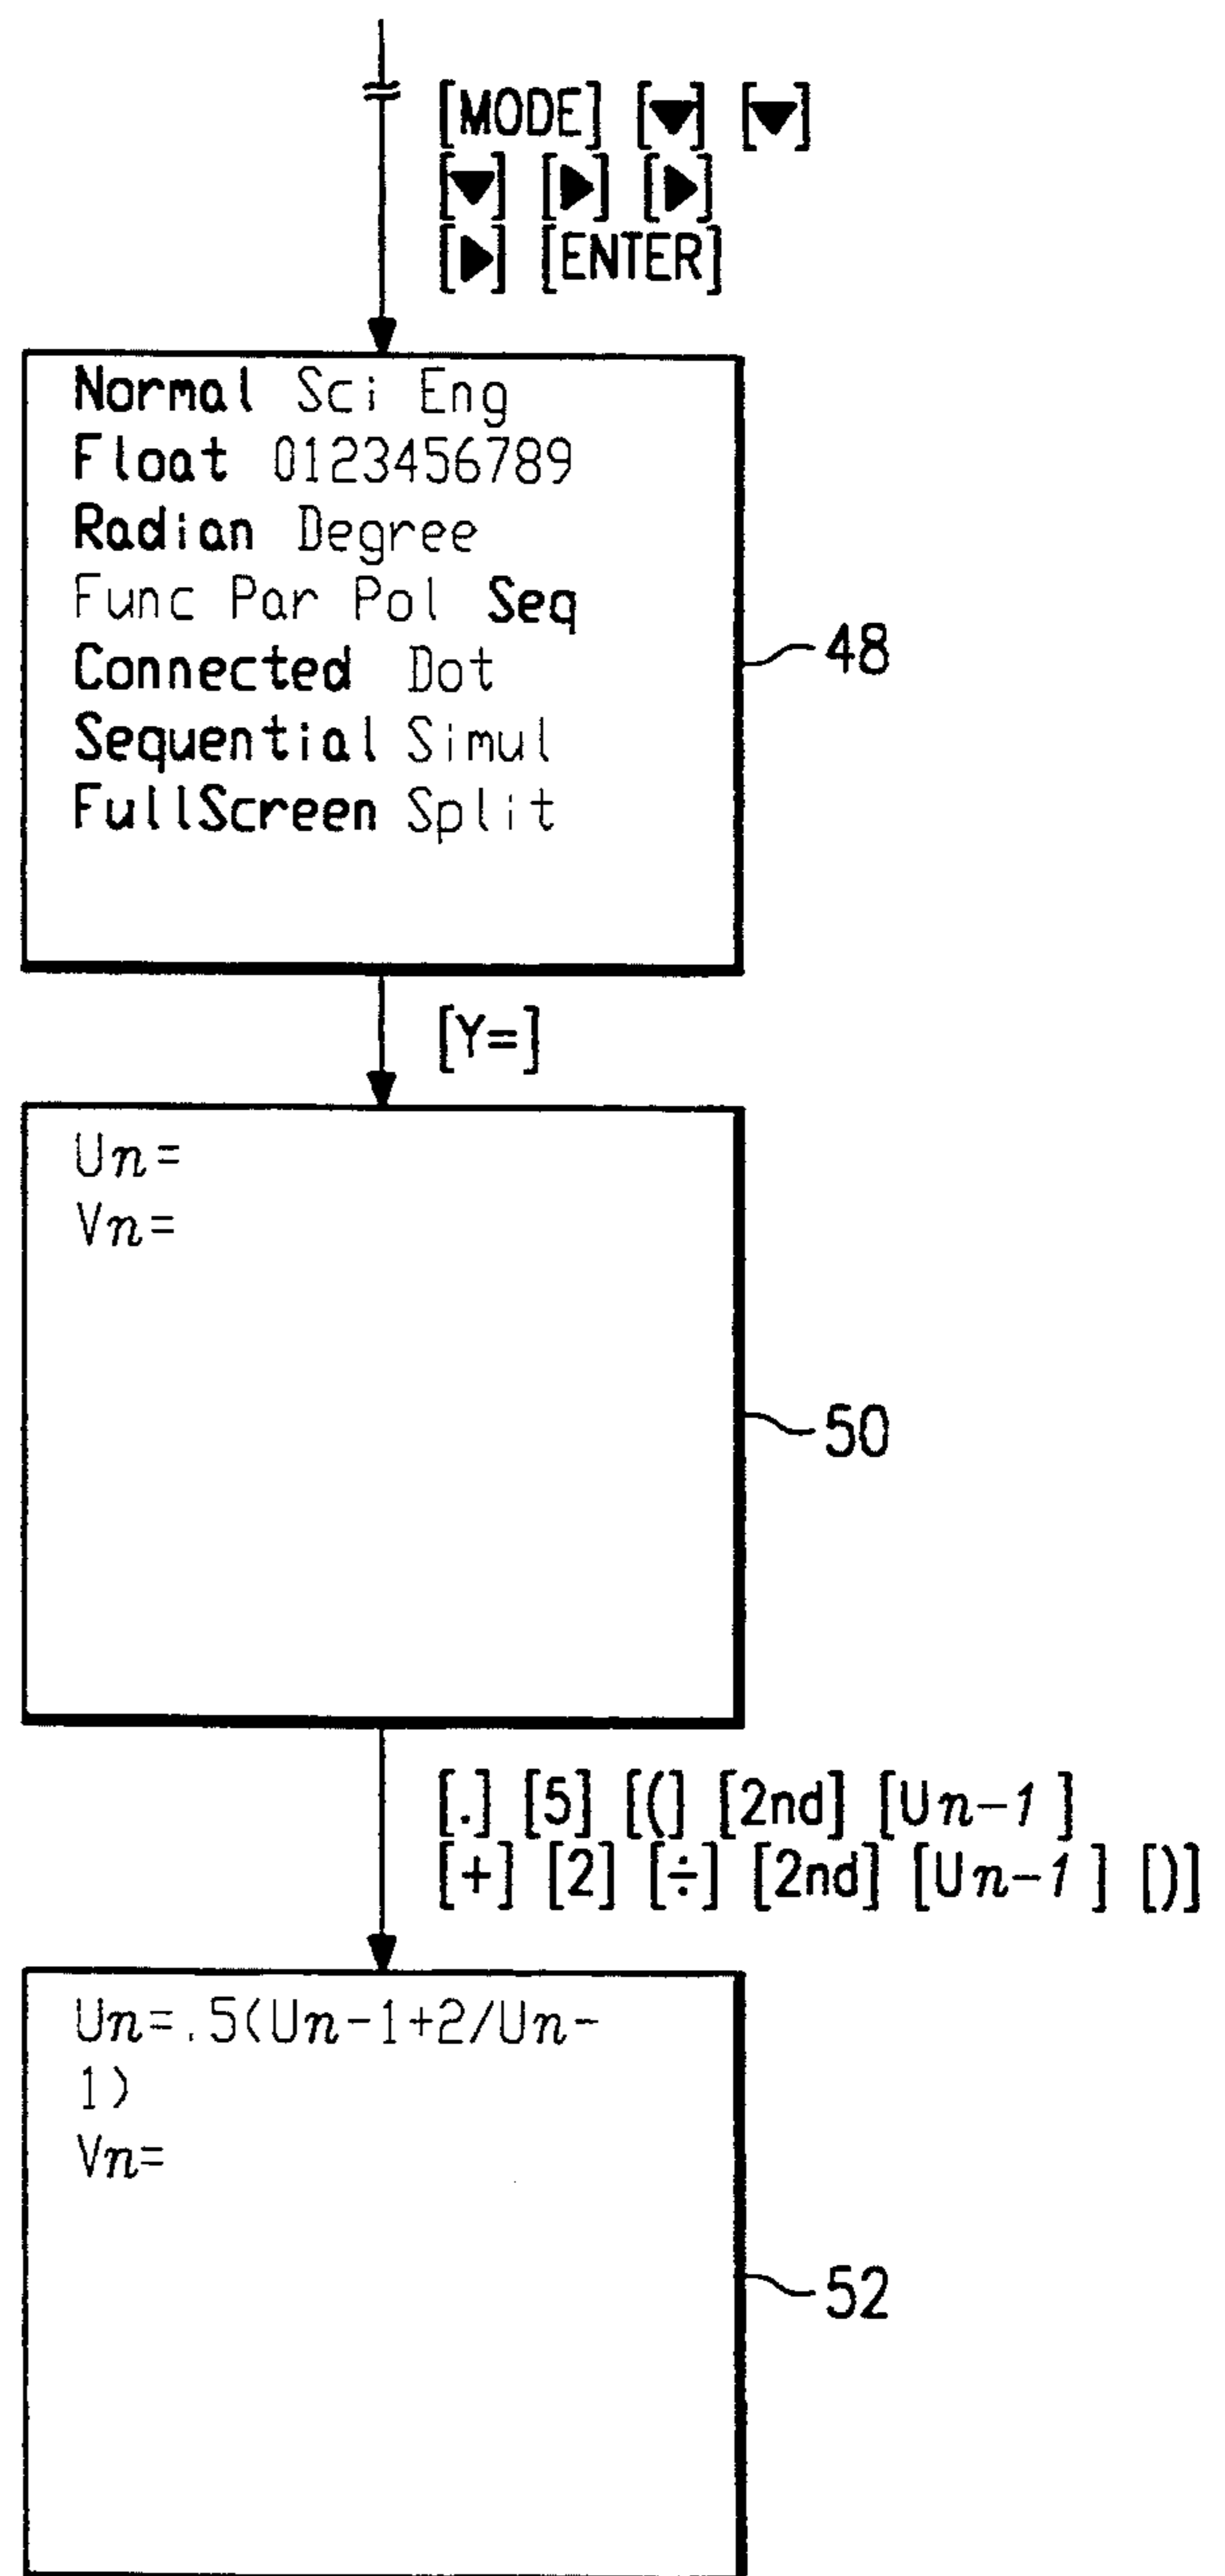 [MODE] [▼] [▼]
[▼] [▶] [▶]
[▶] [ENTER]
Normal Sci Eng
Float 0123456789
Radian Degree
Func Par Pol Seq
Connected Dot
Sequential Simul
FullScreen Split
48
[Y=]
Un=
Vn=
50
[.] [5] [(] [2nd] [Un-1]
[+] [2] [÷] [2nd] [Un-1] [)]
Un=.5(Un-1+2/Un-
1)
Vn=
52